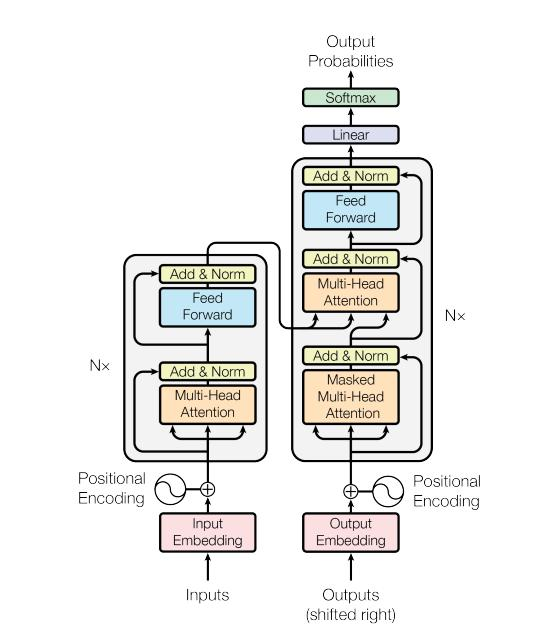 Output
Probabilities
Softmax
Linear
Add & Norm
Feed
Forward
Add & Norm
Multi-Head
Attention
Nx
Add & Norm
Masked
Multi-Head
Attention
Add & Norm
Feed
Forward
Nx
Add & Norm
Multi-Head
Attention
Positional
Encoding
Positional
Encoding
Input
Embedding
Output
Embedding
Inputs
Outputs
(shifted right)